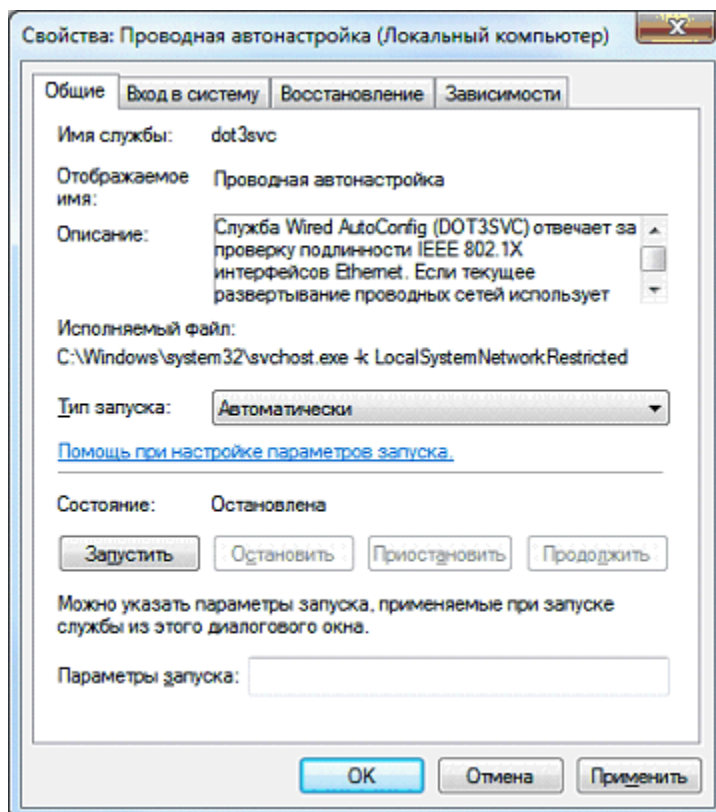 Свойства: Проводная автонастройка (Локальный компьютер)
Общие Вход в систему Восстановление Зависимости
Имя службы: dot3svc
Отображаемое имя: Проводная автонастройка
Описание: Служба Wired AutoConfig (DOT3SVC) отвечает за
проверку подлинности IEEE 802.1X
интерфейсов Ethernet. Если текущее
развертывание проводных сетей использует
Исполняемый файл:
C:\Windows\system32\svchost.exe -k LocalSystemNetworkRestricted
Тип запуска: Автоматически
Помощь при настройке параметров запуска.
Состояние: Остановлена
Запустить Остановить Приостановить Продолжить
Можно указать параметры запуска, применяемые при запуске
службы из этого диалогового окна.
Параметры запуска:
OK Отмена Применить